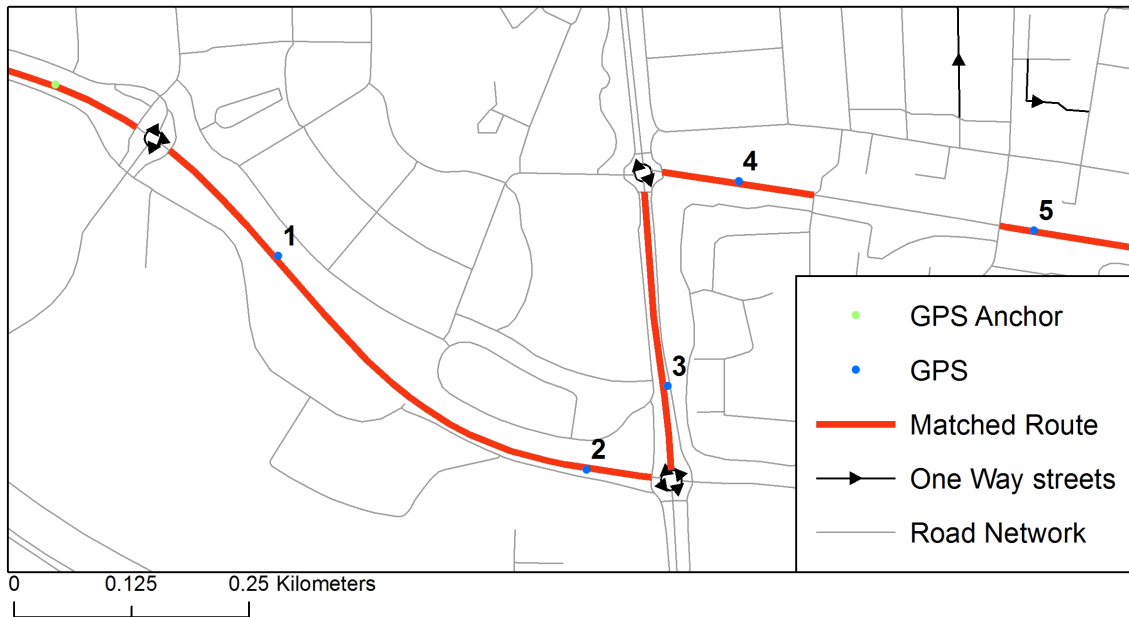 4
5
1
3
2
GPS Anchor
GPS
Matched Route
One Way streets
Road Network
0 0.125 0.25 Kilometers